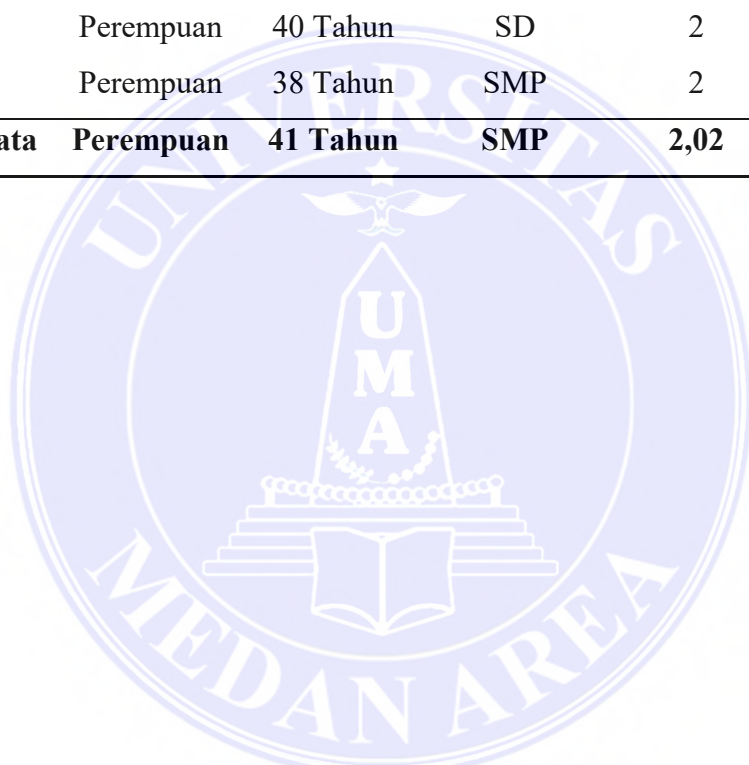 Perempuan 40 Tahun SD 2
Perempuan 38 Tahun SMP 2
ata Perempuan 41 Tahun SMP 2,02
UNIVERSITAS
U
M
A
MEDAN AREA